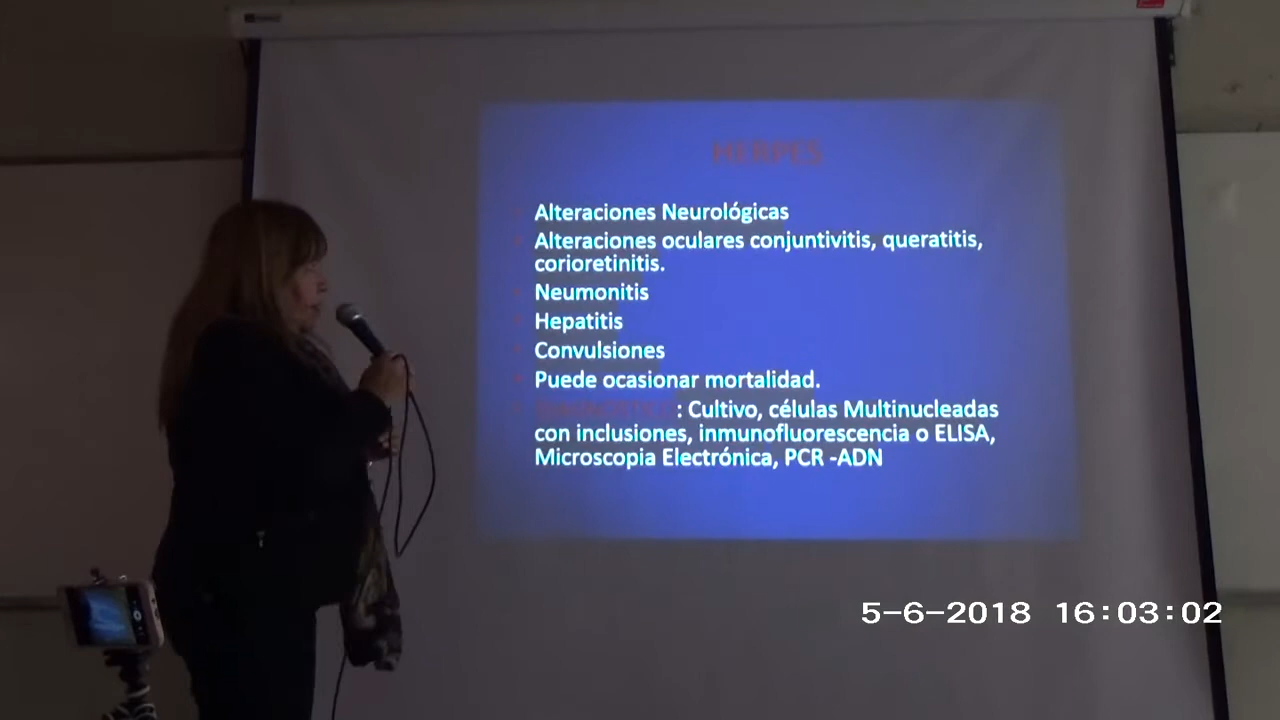 HERPES
Alteraciones Neurológicas
Alteraciones oculares conjuntivitis, queratitis,
corioretinitis.
Neumonitis
Hepatitis
Convulsiones
Puede ocasionar mortalidad.
: Cultivo, células Multinucleadas
con inclusiones, inmunofluorescencia o ELISA,
Microscopia Electrónica, PCR -ADN
5-6-2018 16:03:02